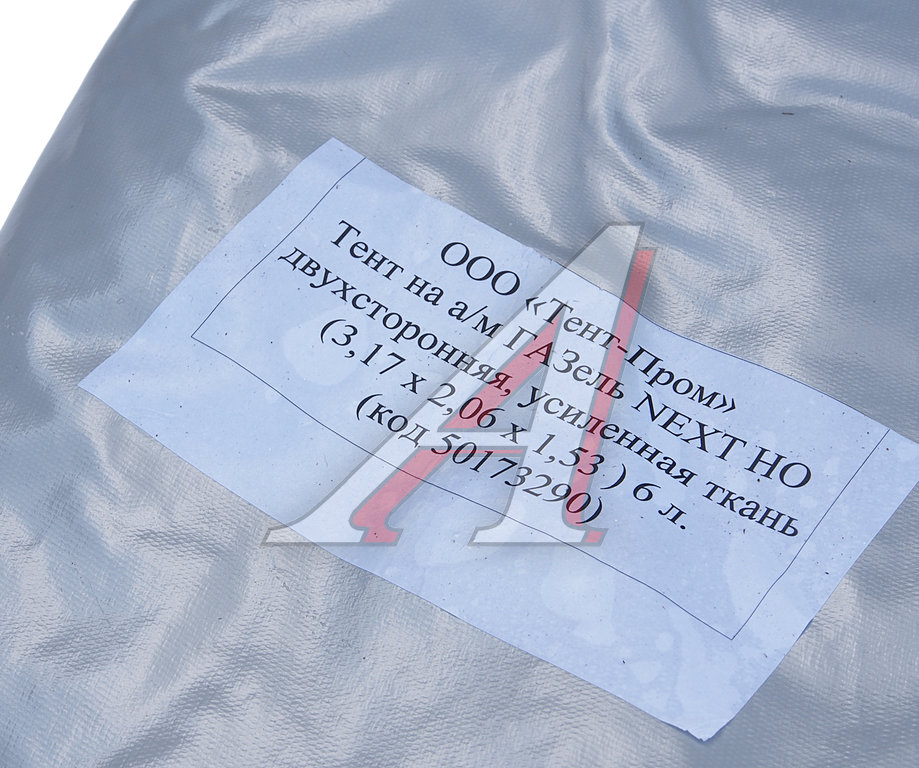 ООО «Тент-Пром»
Тент на а/м ГАЗель NEXT НО
двухсторонняя, усиленная ткань
(3,17 х 2,06 х 1,53 ) 6 л.
(код 50173290)